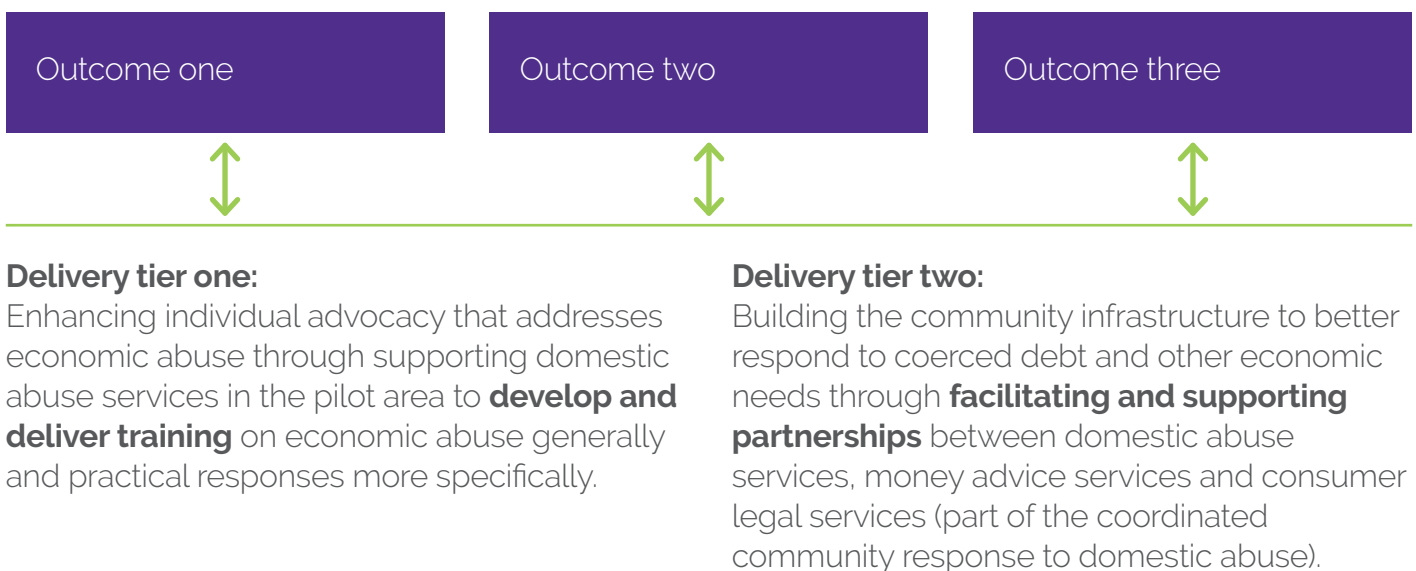 Outcome one
Outcome two
Outcome three
Delivery tier one:
Enhancing individual advocacy that addresses
economic abuse through supporting domestic
abuse services in the pilot area to develop and
deliver training on economic abuse generally
and practical responses more specifically.
Delivery tier two:
Building the community infrastructure to better
respond to coerced debt and other economic
needs through facilitating and supporting
partnerships between domestic abuse
services, money advice services and consumer
legal services (part of the coordinated
community response to domestic abuse).